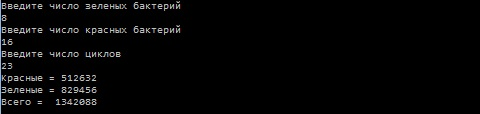 Введите число зеленых бактерий
8
Введите число красных бактерий
16
Введите число циклов
23
Красные = 512632
Зеленые = 829456
Всего =  1342088